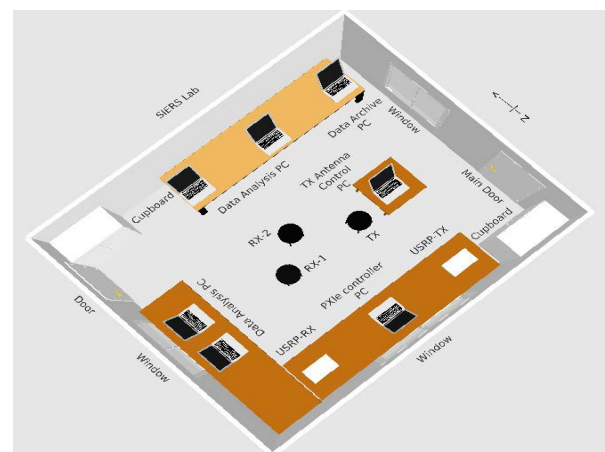 SIERS Lab
Data Archive
PC
Window
N
Cupboard
Data Analysis PC
TX Antenna
Control
PC
Main Door
Cupboard
RX-2
TX
USRP-TX
RX-1
PXIe controller
PC
Door
Data Analysis PC
USRP-RX
Window
Window